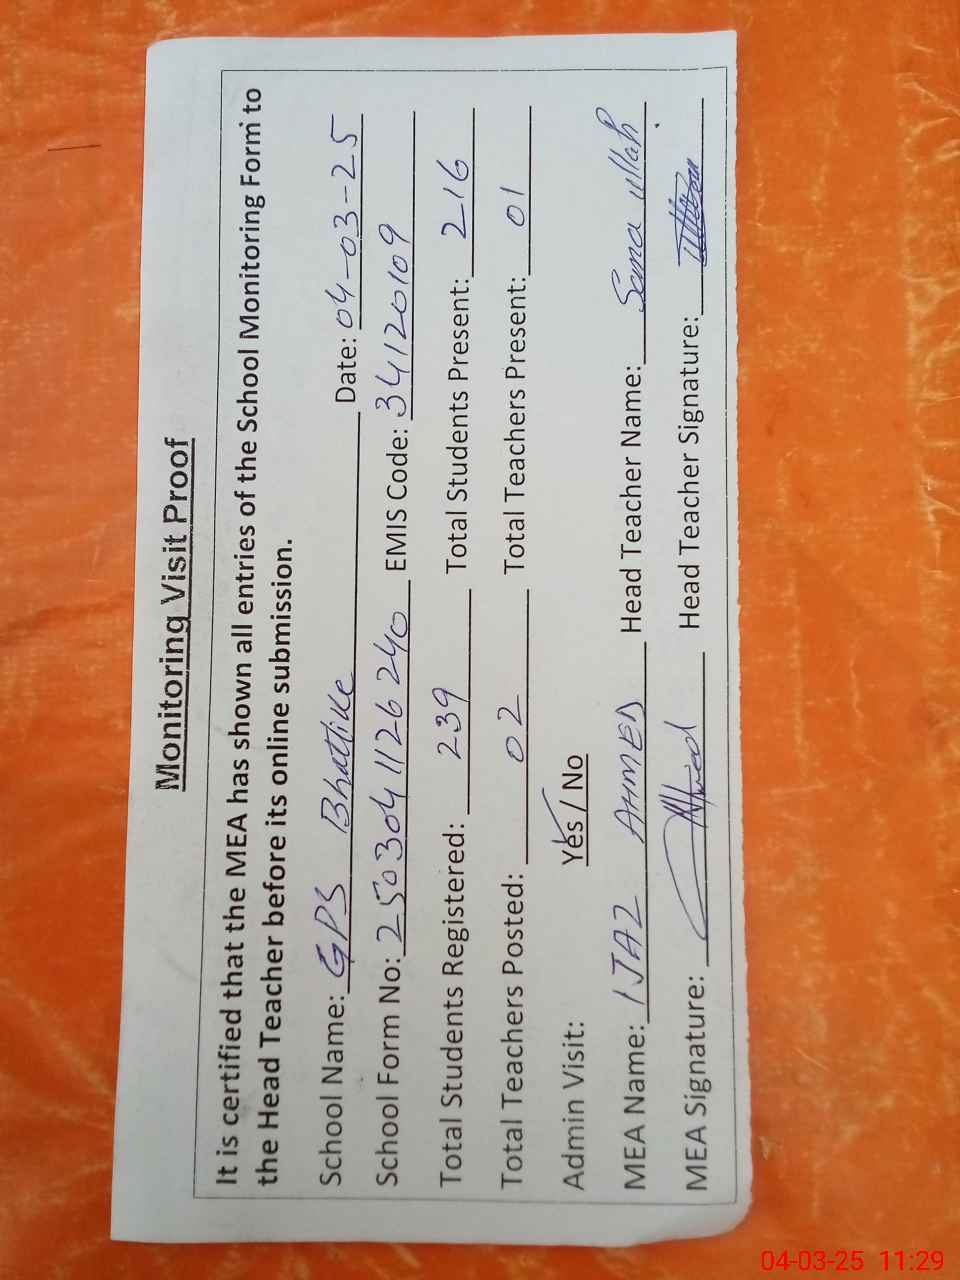 Monitoring Visit Proof
It is certified that the MEA has shown all entries of the School Monitoring Form to
the Head Teacher before its online submission.
School Name: GPS Bhattike Date: 04-03-25
School Form No: 25030411126240 EMIS Code: 34120109
Total Students Registered: 239 Total Students Present: 216
Total Teachers Posted: 02 Total Teachers Present: 01
Admin Visit: Yes / No
MEA Name: IJAZ AHMED Head Teacher Name: Sana ullah
MEA Signature: Head Teacher Signature:
04-03-25 11:29